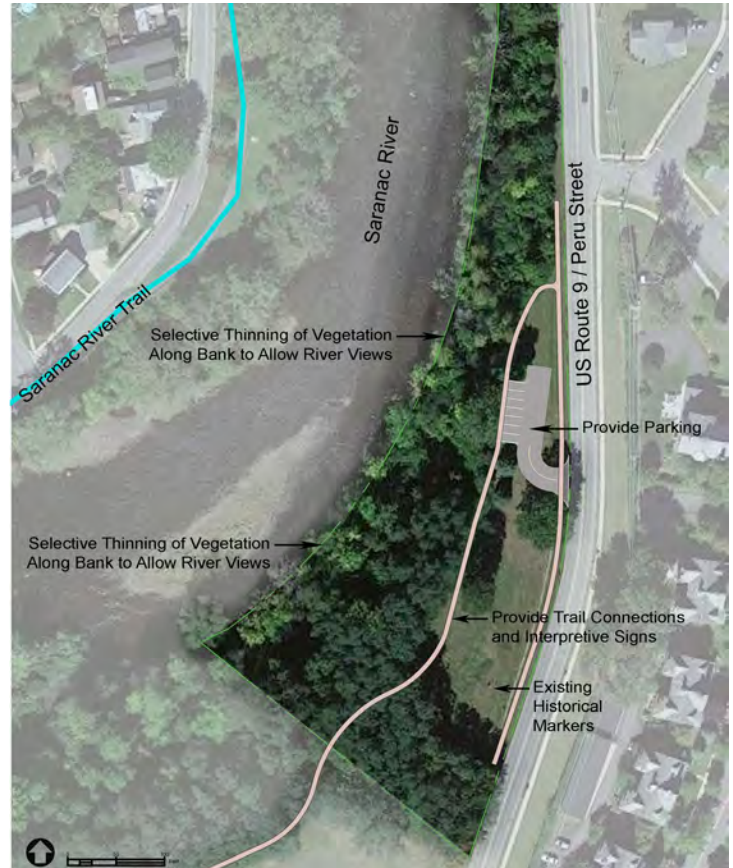 Saranac River
US Route 9 / Peru Street
Saranac River Trail
Selective Thinning of Vegetation
Along Bank to Allow River Views
Provide Parking
Selective Thinning of Vegetation
Along Bank to Allow River Views
Provide Trail Connections
and Interpretive Signs
Existing
Historical
Markers